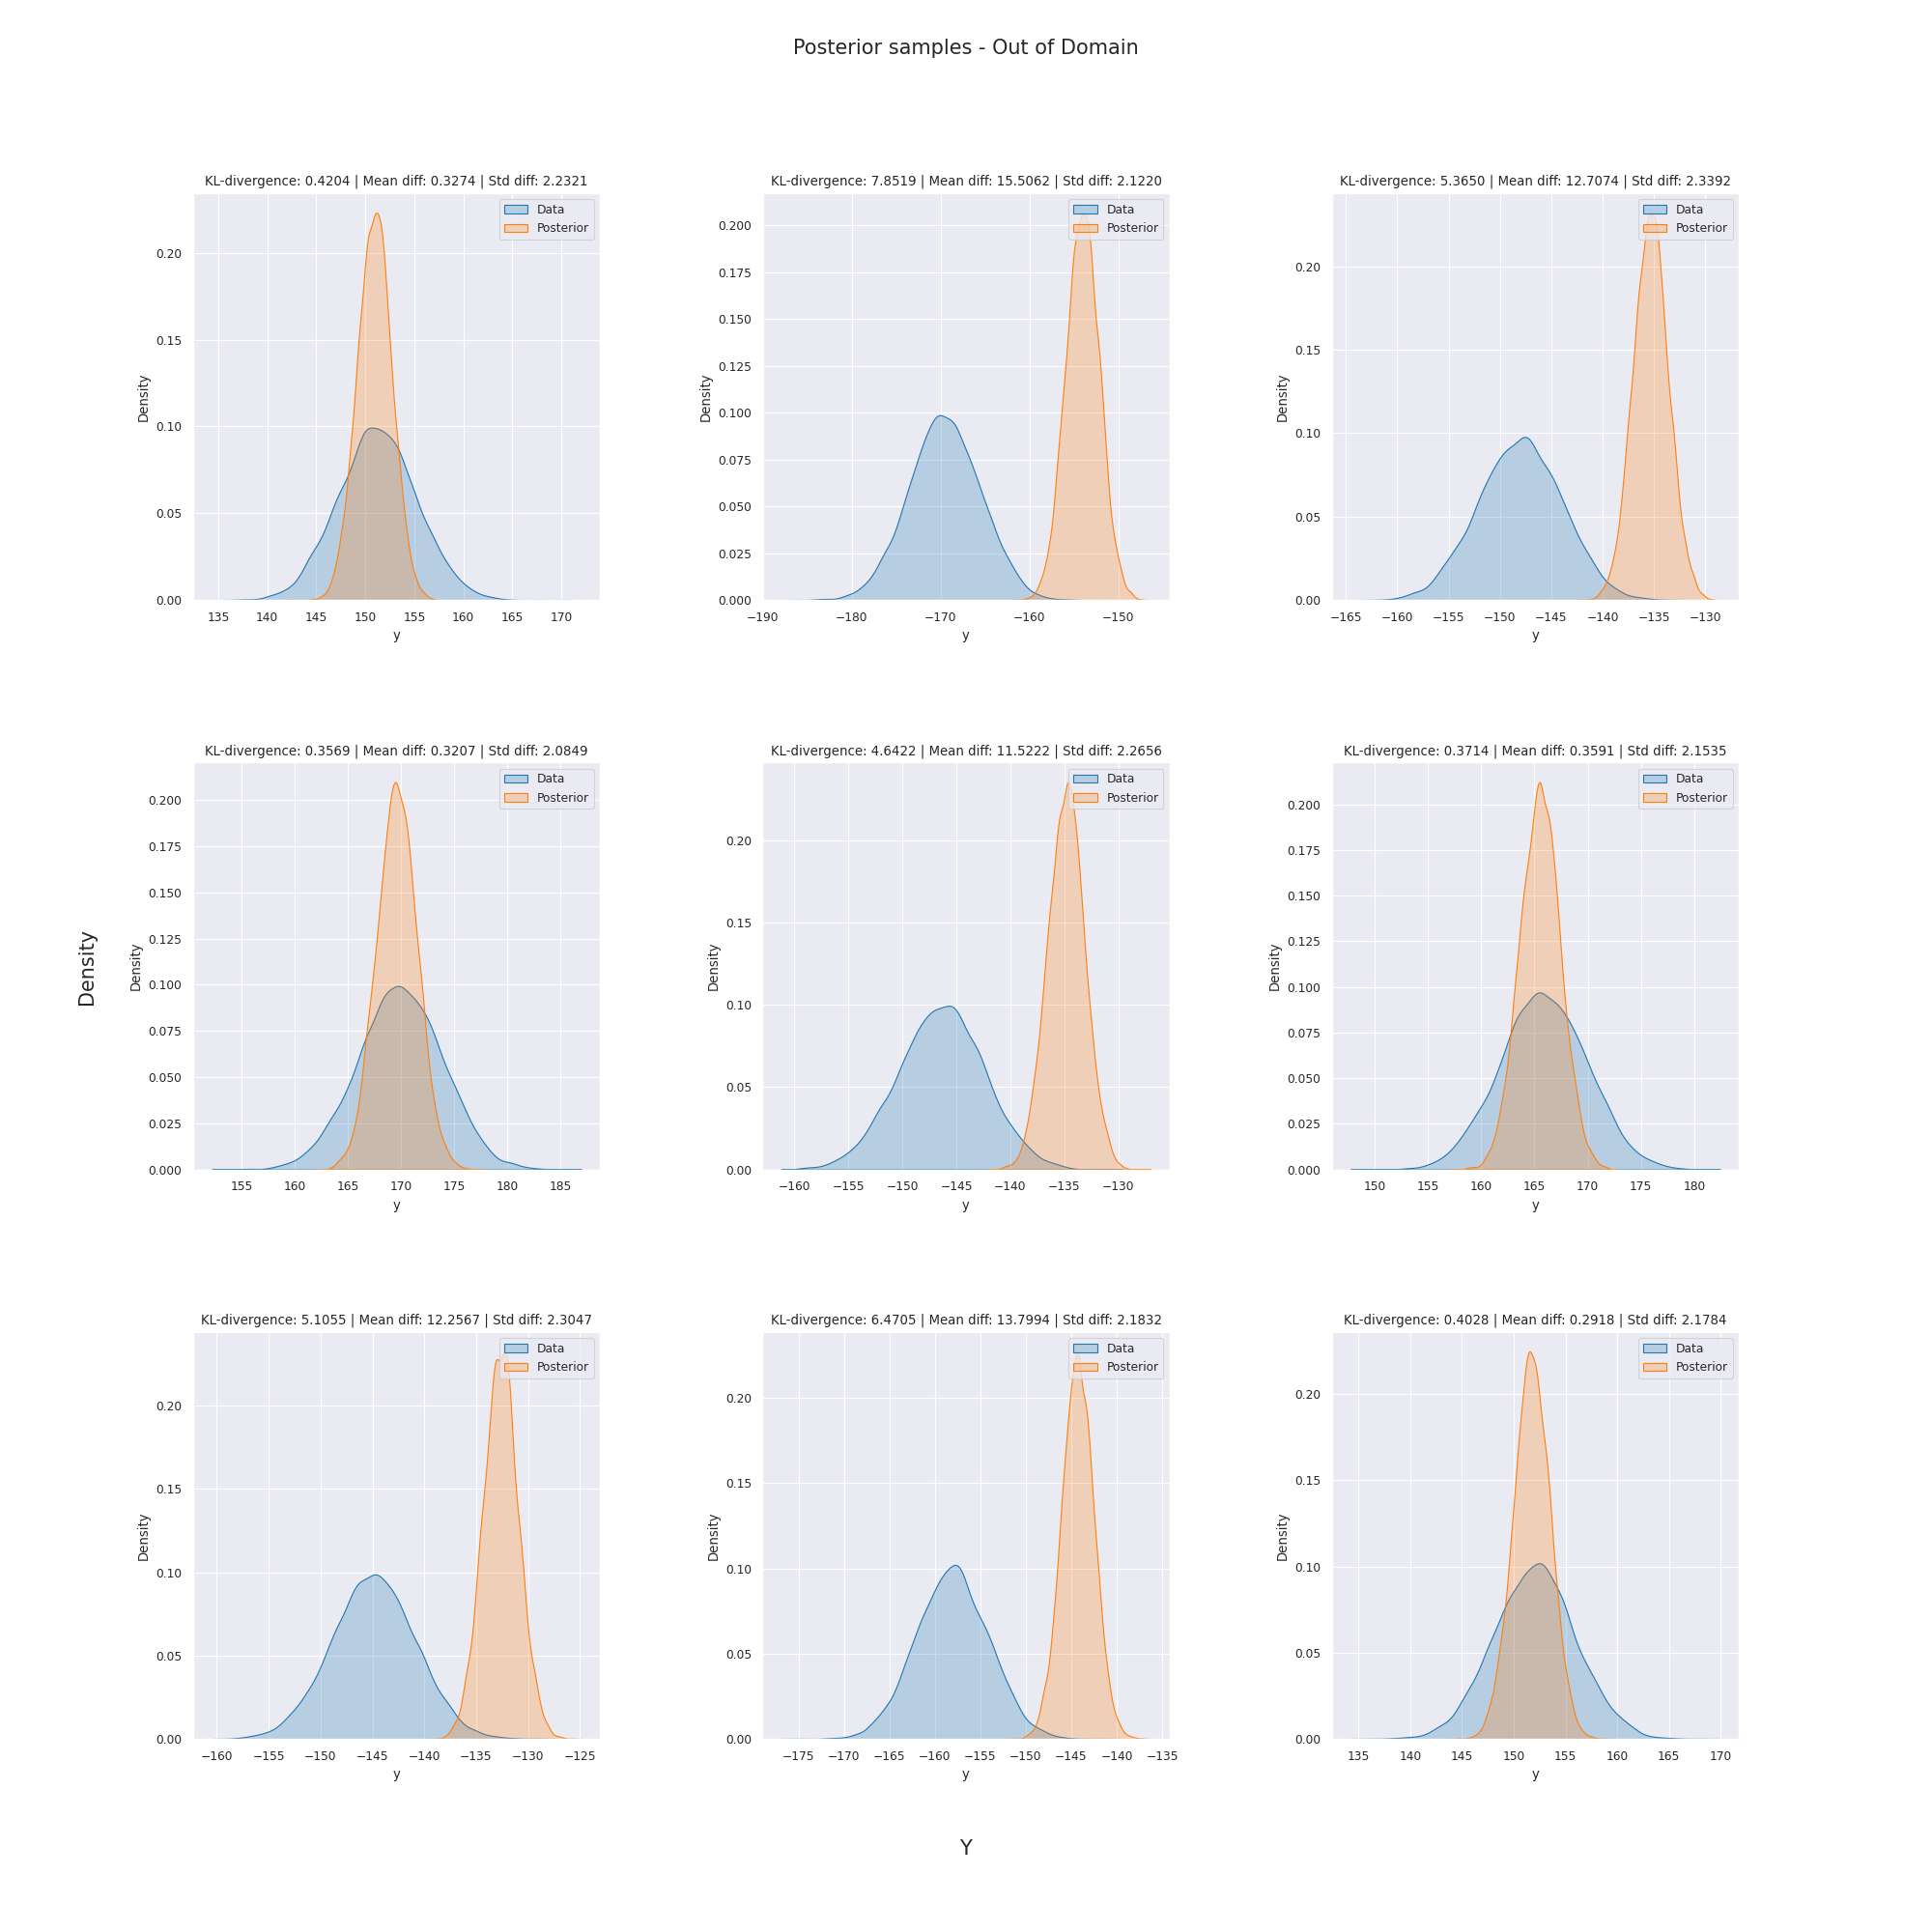 Posterior samples - Out of Domain
KL-divergence: 0.4204 | Mean diff: 0.3274 | Std diff: 2.2321
Data
Posterior
0.20
0.15
0.10
0.05
0.00
Density
135 140 145 150 155 160 165 170
y
KL-divergence: 7.8519 | Mean diff: 15.5062 | Std diff: 2.1220
Data
Posterior
0.200
0.175
0.150
0.125
0.100
0.075
0.050
0.025
0.000
Density
−190 −180 −170 −160 −150
y
KL-divergence: 5.3650 | Mean diff: 12.7074 | Std diff: 2.3392
Data
Posterior
0.20
0.15
0.10
0.05
0.00
Density
−165 −160 −155 −150 −145 −140 −135 −130
y
KL-divergence: 0.3569 | Mean diff: 0.3207 | Std diff: 2.0849
Data
Posterior
0.200
0.175
0.150
0.125
0.100
0.075
0.050
0.025
0.000
Density
Density
155 160 165 170 175 180 185
y
KL-divergence: 4.6422 | Mean diff: 11.5222 | Std diff: 2.2656
Data
Posterior
0.20
0.15
0.10
0.05
0.00
Density
−160 −155 −150 −145 −140 −135 −130
y
KL-divergence: 0.3714 | Mean diff: 0.3591 | Std diff: 2.1535
Data
Posterior
0.200
0.175
0.150
0.125
0.100
0.075
0.050
0.025
0.000
Density
150 155 160 165 170 175 180
y
KL-divergence: 5.1055 | Mean diff: 12.2567 | Std diff: 2.3047
Data
Posterior
0.20
0.15
0.10
0.05
0.00
Density
−160 −155 −150 −145 −140 −135 −130 −125
y
KL-divergence: 6.4705 | Mean diff: 13.7994 | Std diff: 2.1832
Data
Posterior
0.20
0.15
0.10
0.05
0.00
Density
−175 −170 −165 −160 −155 −150 −145 −140 −135
y
KL-divergence: 0.4028 | Mean diff: 0.2918 | Std diff: 2.1784
Data
Posterior
0.20
0.15
0.10
0.05
0.00
Density
135 140 145 150 155 160 165 170
y
Y